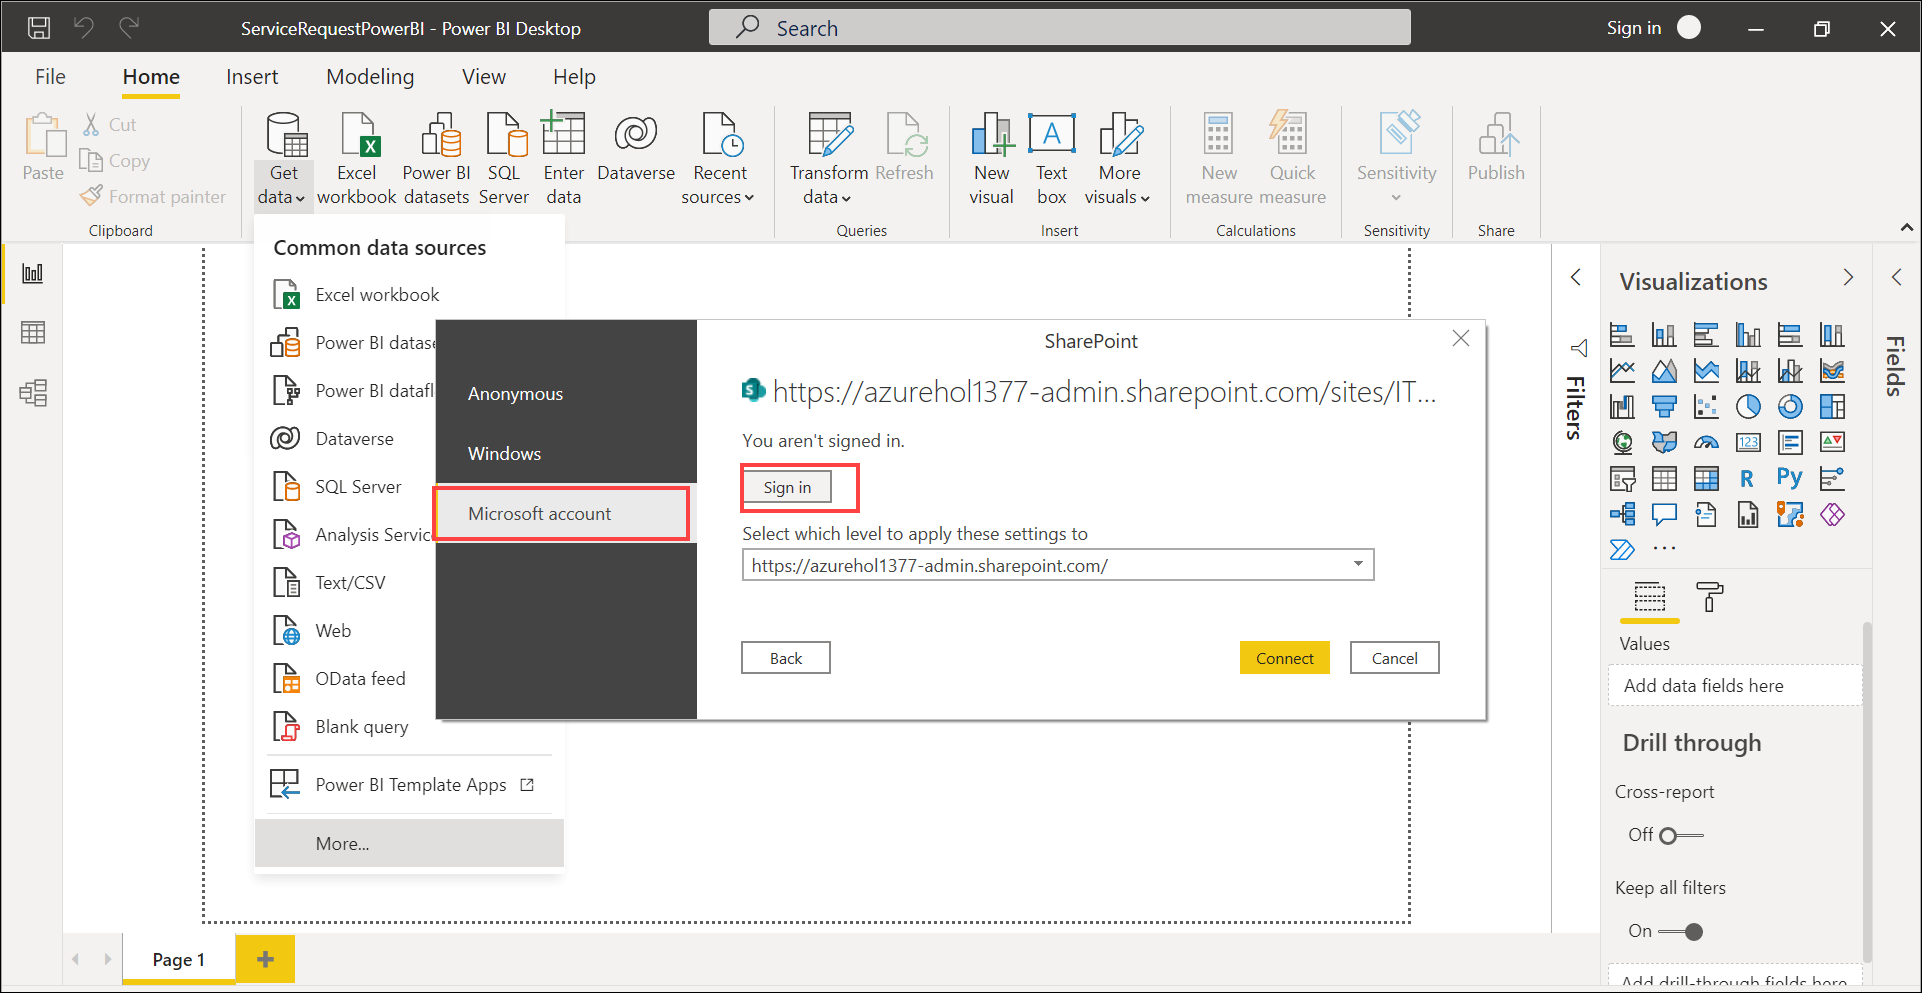 ServiceRequestPowerBI - Power BI Desktop
Search
Sign in
File
Home
Insert
Modeling
View
Help
Paste
Cut
Copy
Format painter
Clipboard
Get data
Excel workbook
Power BI datasets
SQL Server
Enter data
Dataverse
Recent sources
Transform data
Refresh
Queries
New visual
Text box
More visuals
Insert
New measure
Quick measure
Calculations
Sensitivity
Sensitivity
Publish
Share
Common data sources
Excel workbook
Power BI datase
Power BI datafl
Dataverse
SQL Server
Analysis Servic
Text/CSV
Web
OData feed
Blank query
Power BI Template Apps
More...
Anonymous
Windows
Microsoft account
SharePoint
https://azurehol1377-admin.sharepoint.com/sites/IT...
You aren't signed in.
Sign in
Select which level to apply these settings to
https://azurehol1377-admin.sharepoint.com/
Back
Connect
Cancel
Filters
Visualizations
123
R
Py
...
Values
Add data fields here
Drill through
Cross-report
Off
Keep all filters
On
Add drill-through fields here
Fields
Page 1